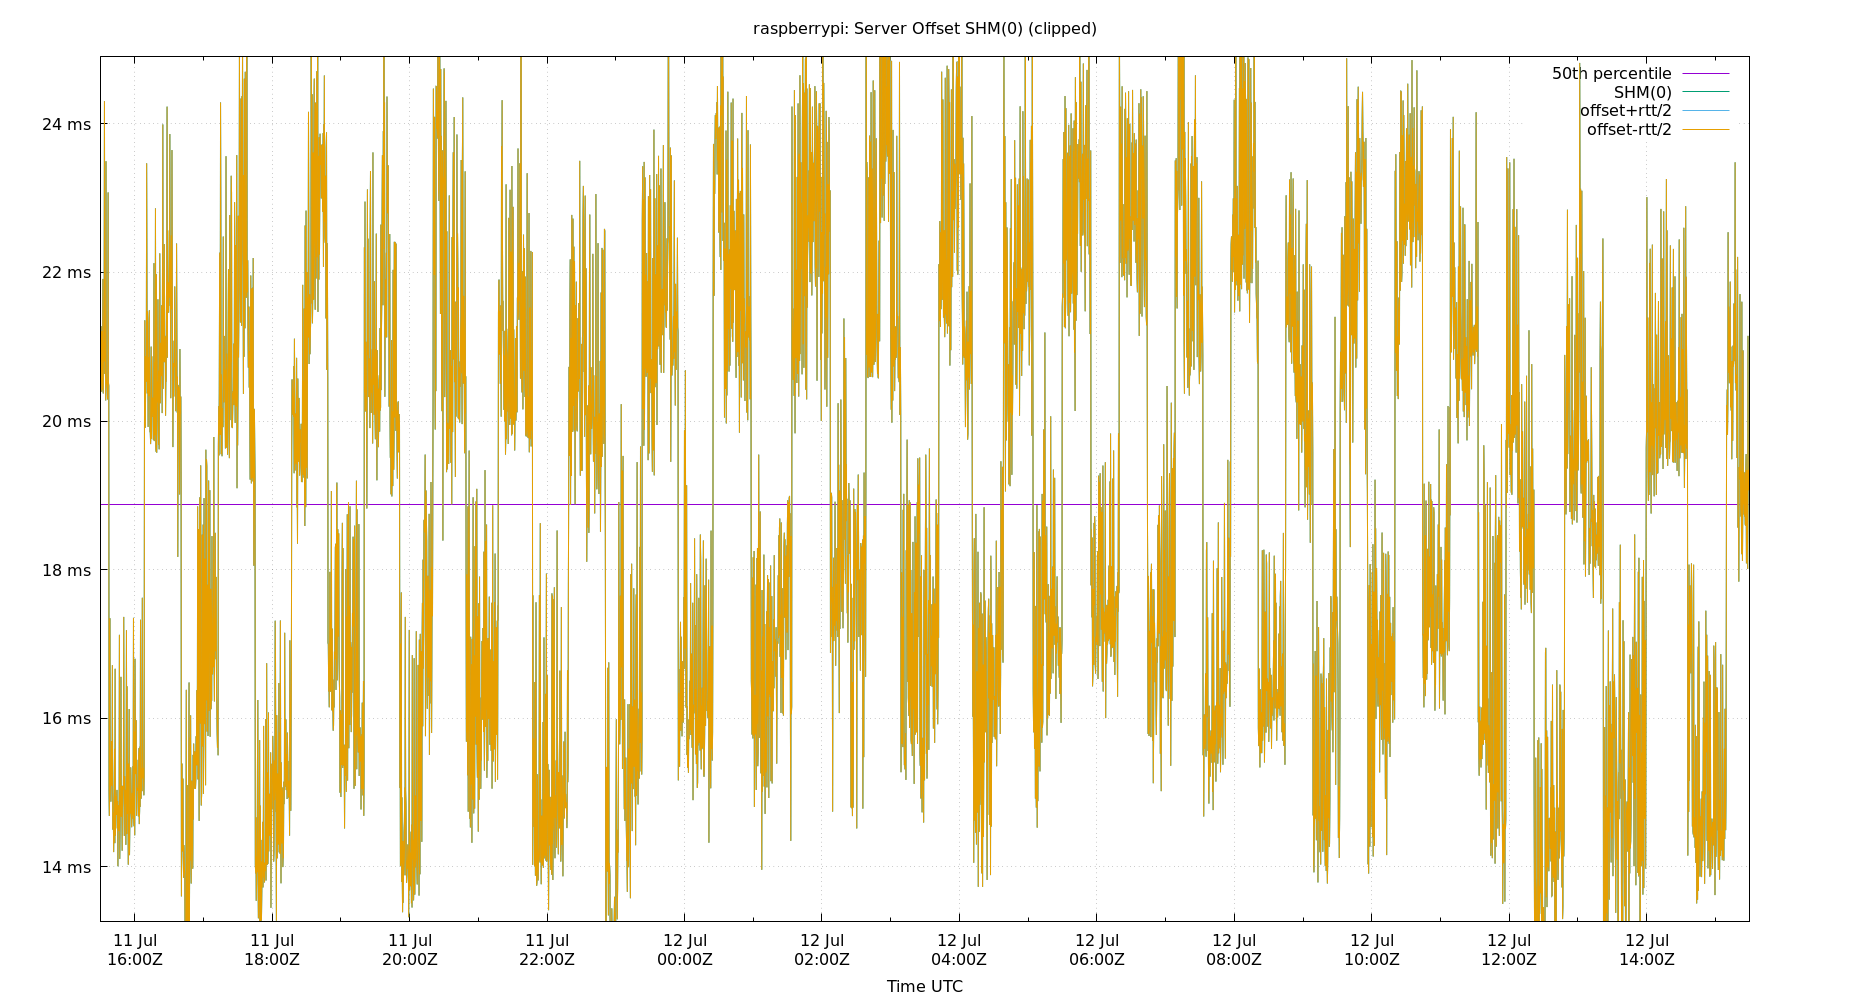 raspberrypi: Server Offset SHM(0) (clipped)
50th percentile
SHM(0)
offset+rtt/2
offset-rtt/2
24 ms
22 ms
20 ms
18 ms
16 ms
14 ms
11 Jul 11 Jul 11 Jul 11 Jul 12 Jul 12 Jul 12 Jul 12 Jul 12 Jul 12 Jul 12 Jul 12 Jul
16:00Z 18:00Z 20:00Z 22:00Z 00:00Z 02:00Z 04:00Z 06:00Z 08:00Z 10:00Z 12:00Z 14:00Z
Time UTC